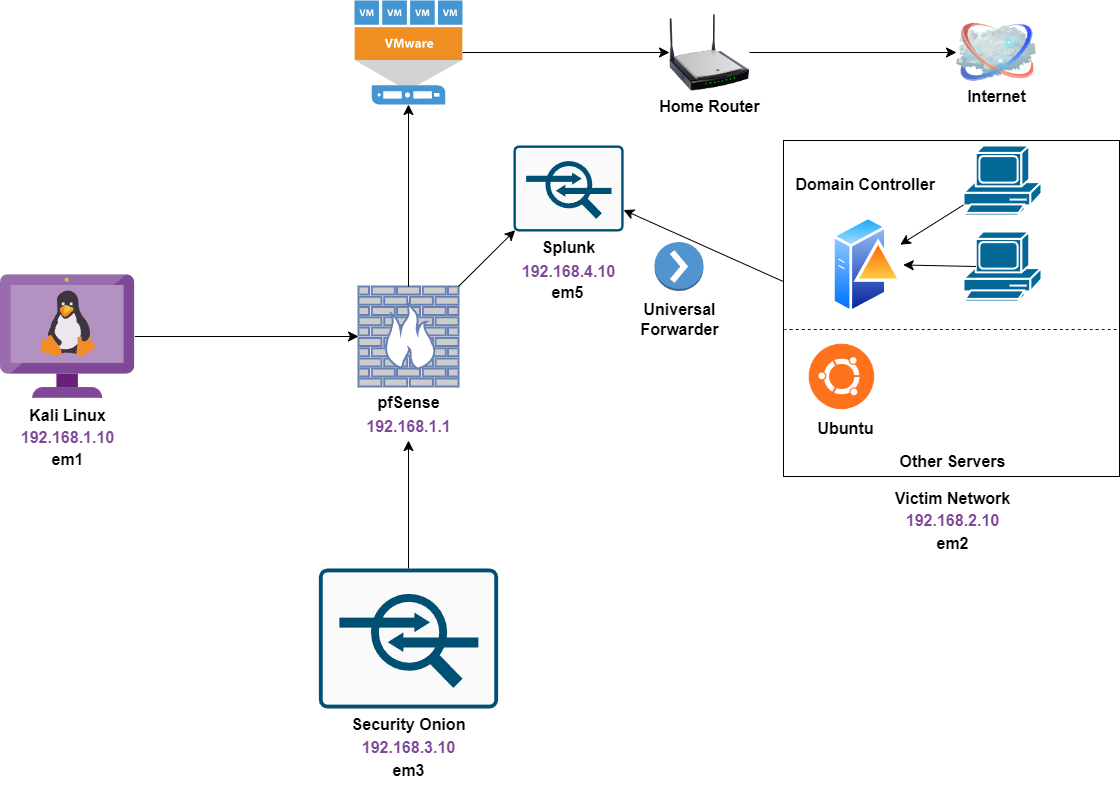 VM VM VM VM
VMware
Home Router
Internet
Splunk
192.168.4.10
em5
Universal
Forwarder
Domain Controller
Ubuntu
Other Servers
Victim Network
192.168.2.10
em2
Kali Linux
192.168.1.10
em1
pfSense
192.168.1.1
Security Onion
192.168.3.10
em3